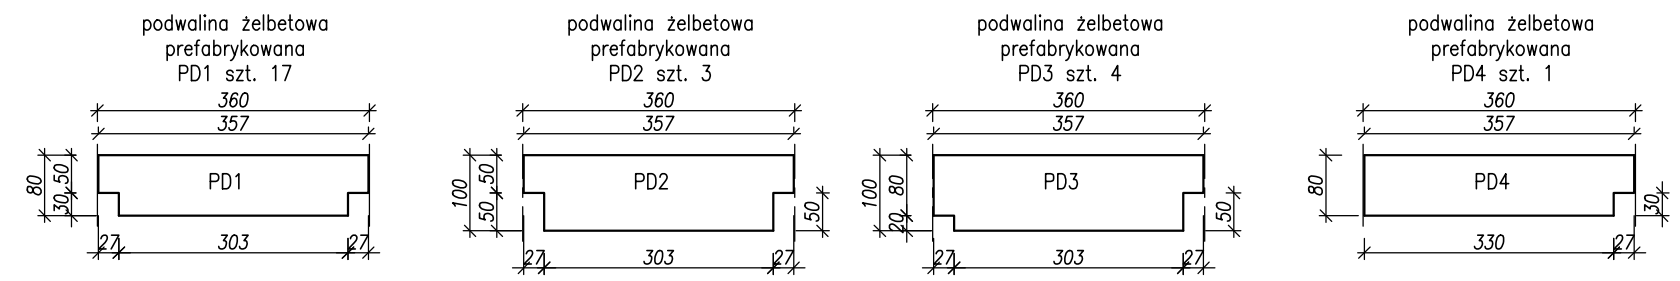 podwalina żelbetowa
prefabrykowana
PD1 szt. 17
360
357
80
50
30
PD1
27
303
27
podwalina żelbetowa
prefabrykowana
PD2 szt. 3
360
357
100
50
50
PD2
50
27
303
27
podwalina żelbetowa
prefabrykowana
PD3 szt. 4
360
357
100
80
20
PD3
50
27
303
27
podwalina żelbetowa
prefabrykowana
PD4 szt. 1
360
357
80
PD4
30
330
27